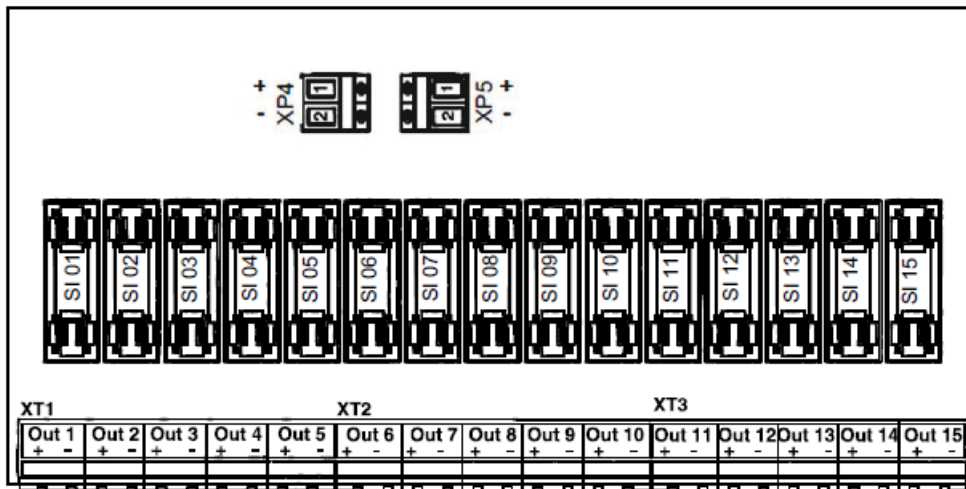 + XP4 1 1 XP5 +
- 2 2 -
SI 01 SI 02 SI 03 SI 04 SI 05 SI 06 SI 07 SI 08 SI 09 SI 10 SI 11 SI 12 SI 13 SI 14 SI 15
XT1 XT2 XT3
Out 1 Out 2 Out 3 Out 4 Out 5 Out 6 Out 7 Out 8 Out 9 Out 10 Out 11 Out 12 Out 13 Out 14 Out 15
+ - + - + - + - + - + - + - + - + - + - + - + - + - + - + -